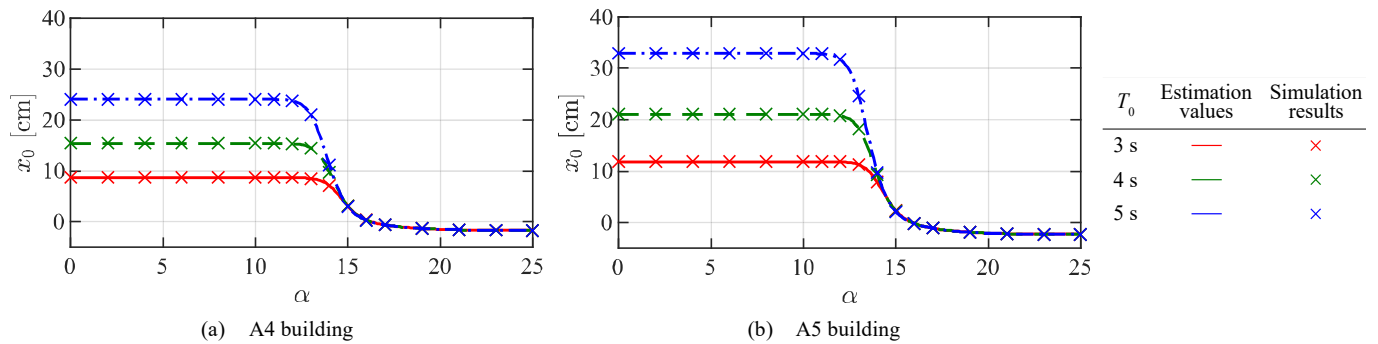 40
30
20
10
0
x₀ [cm]
0 5 10 15 20 25
α
(a) A4 building
40
30
20
10
0
x₀ [cm]
0 5 10 15 20 25
α
(b) A5 building
T₀ Estimation values Simulation results
3 s
4 s
5 s